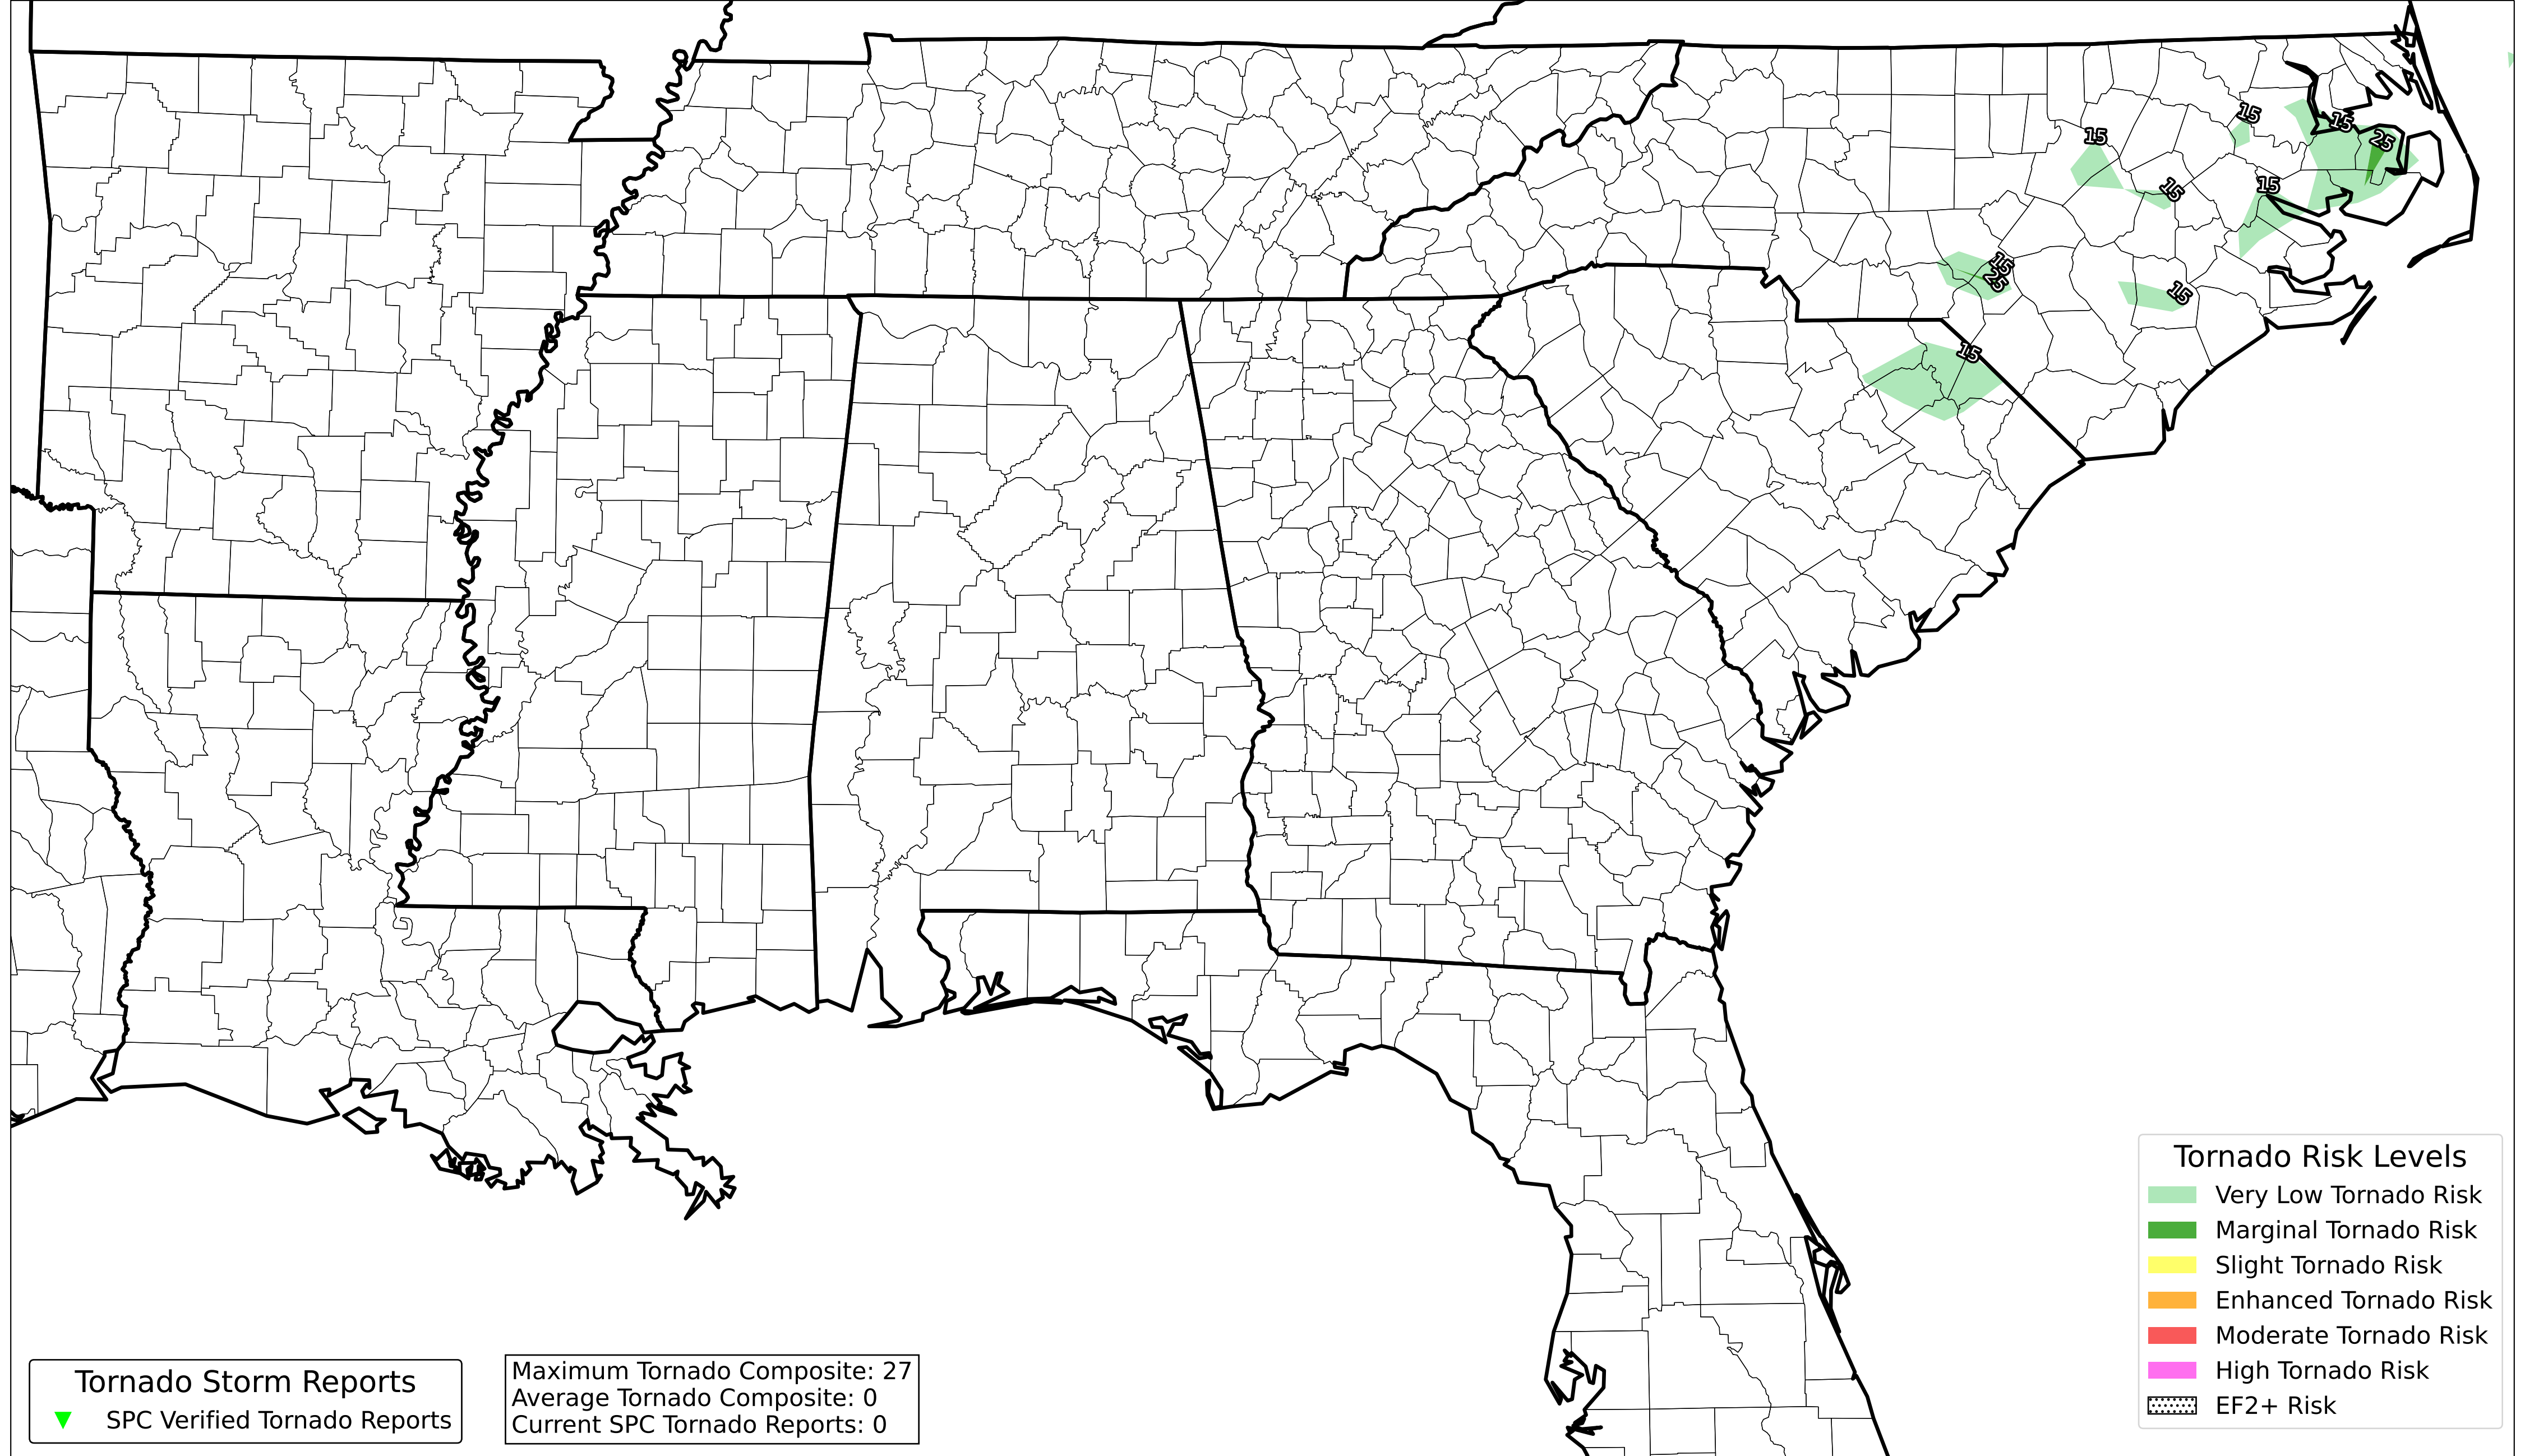 15
15
25
15
15
15
15
25
15
15
Tornado Risk Levels
Very Low Tornado Risk
Marginal Tornado Risk
Slight Tornado Risk
Enhanced Tornado Risk
Moderate Tornado Risk
High Tornado Risk
EF2+ Risk
Tornado Storm Reports
SPC Verified Tornado Reports
Maximum Tornado Composite: 27
Average Tornado Composite: 0
Current SPC Tornado Reports: 0